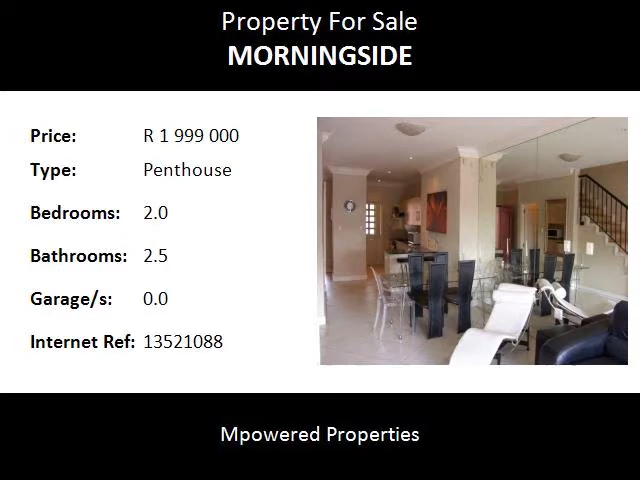 Property For Sale
MORNINGSIDE
Price: R 1 999 000
Type: Penthouse
Bedrooms: 2.0
Bathrooms: 2.5
Garage/s: 0.0
Internet Ref: 13521088
Mpowered Properties